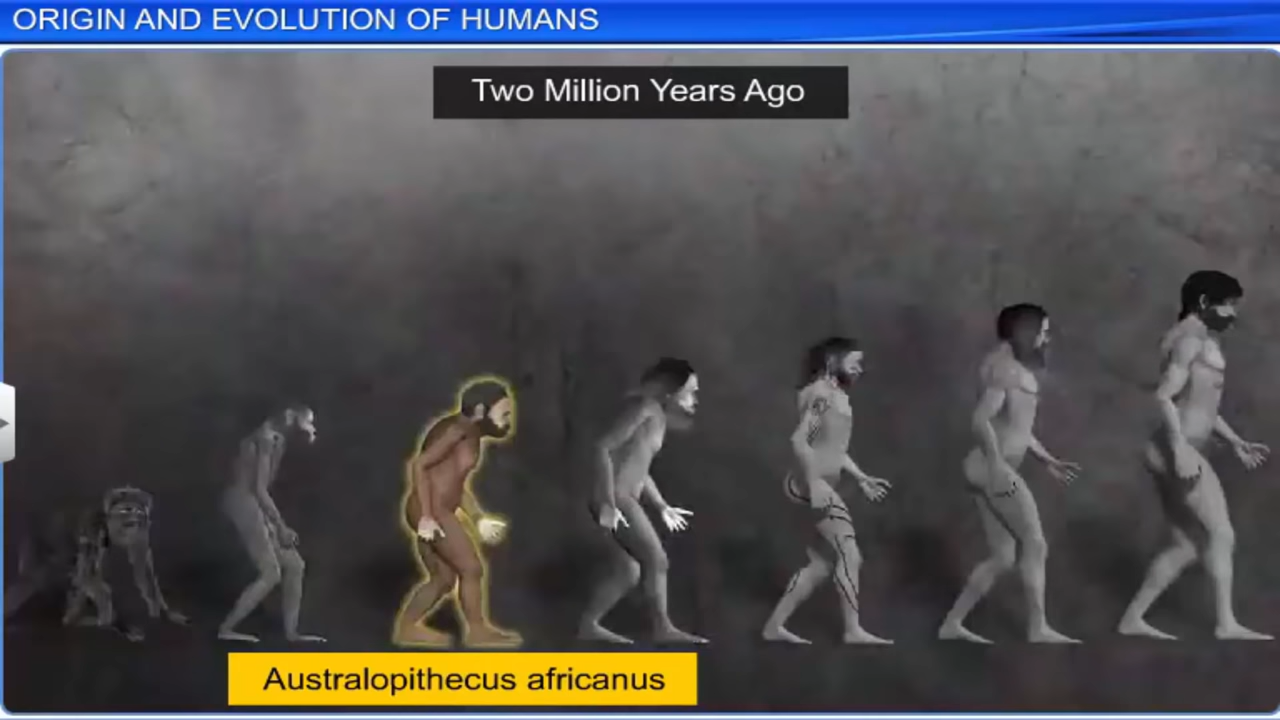 ORIGIN AND EVOLUTION OF HUMANS
Two Million Years Ago
Australopithecus africanus